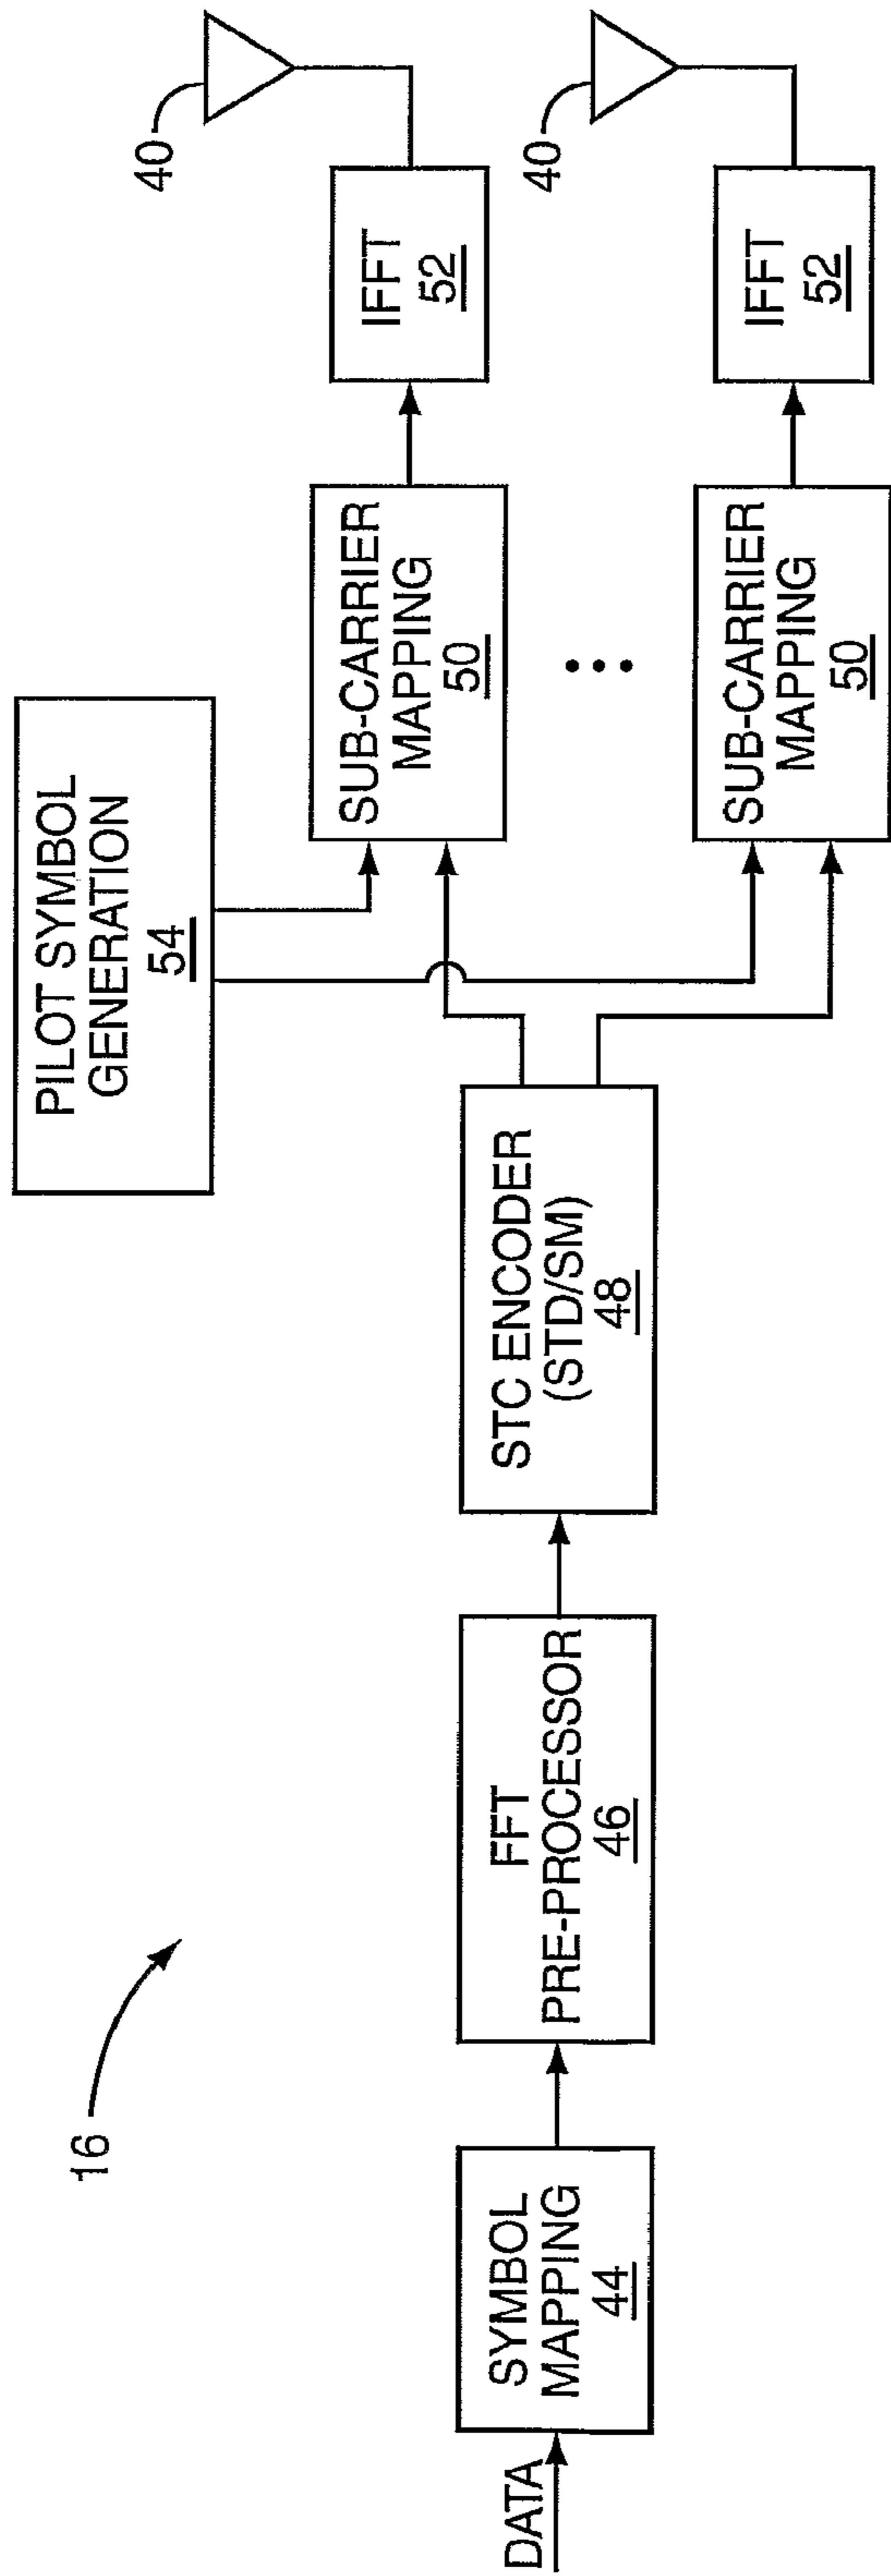 16
DATA
SYMBOL
MAPPING
44
FFT
PRE-PROCESSOR
46
STC ENCODER
(STD/SM)
48
PILOT SYMBOL
GENERATION
54
SUB-CARRIER
MAPPING
50
IFFT
52
40
SUB-CARRIER
MAPPING
50
IFFT
52
40